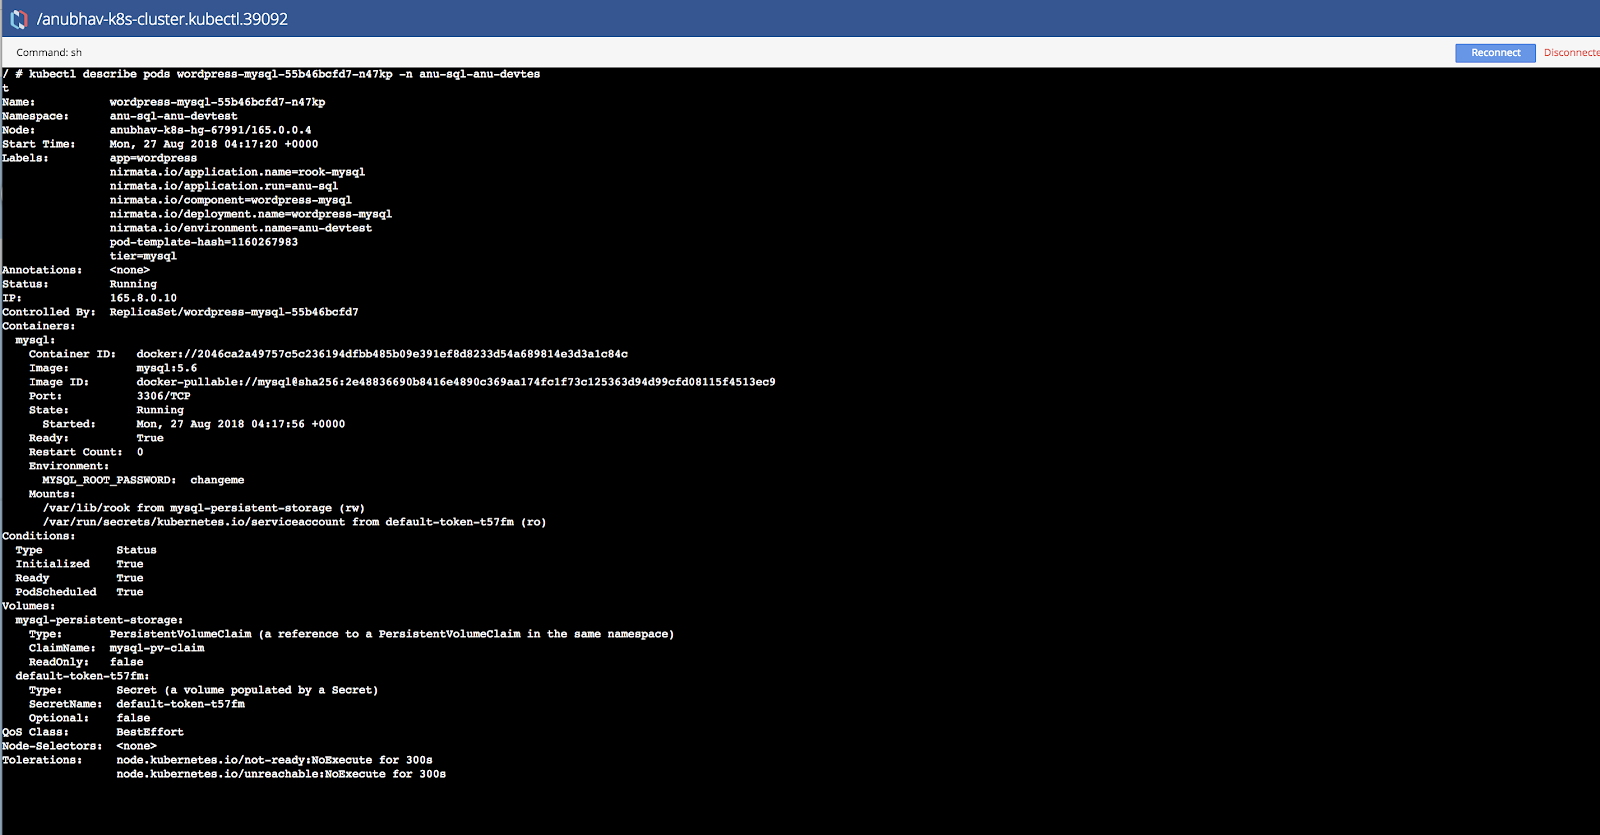 /anubhav-k8s-cluster.kubectl.39092
Command: sh
Reconnect
Disconnecte
/ # kubectl describe pods wordpress-mysql-55b46bcfd7-n47kp -n anu-sql-anu-devtes
t
Name: wordpress-mysql-55b46bcfd7-n47kp
Namespace: anu-sql-anu-devtest
Node: anubhav-k8s-hg-67991/165.0.0.4
Start Time: Mon, 27 Aug 2018 04:17:20 +0000
Labels: app=wordpress
nirmata.io/application.name=rook-mysql
nirmata.io/application.run=anu-sql
nirmata.io/component=wordpress-mysql
nirmata.io/deployment.name=wordpress-mysql
nirmata.io/environment.name=anu-devtest
pod-template-hash=1160267983
tier=mysql
Annotations: <none>
Status: Running
IP: 165.8.0.10
Controlled By: ReplicaSet/wordpress-mysql-55b46bcfd7
Containers:
mysql:
Container ID: docker://2046ca2a49757c5c236194dfbb485b09e391ef8d8233d54a689814e3d3a1c84c
Image: mysql:5.6
Image ID: docker-pullable://mysql@sha256:2e48836690b8416e4890c369aa174fc1f73c125363d94d99cfd08115f4513ec9
Port: 3306/TCP
State: Running
Started: Mon, 27 Aug 2018 04:17:56 +0000
Ready: True
Restart Count: 0
Environment:
MYSQL_ROOT_PASSWORD: changeme
Mounts:
/var/lib/rook from mysql-persistent-storage (rw)
/var/run/secrets/kubernetes.io/serviceaccount from default-token-t57fm (ro)
Conditions:
Type Status
Initialized True
Ready True
PodScheduled True
Volumes:
mysql-persistent-storage:
Type: PersistentVolumeClaim (a reference to a PersistentVolumeClaim in the same namespace)
ClaimName: mysql-pv-claim
ReadOnly: false
default-token-t57fm:
Type: Secret (a volume populated by a Secret)
SecretName: default-token-t57fm
Optional: false
QoS Class: BestEffort
Node-Selectors: <none>
Tolerations: node.kubernetes.io/not-ready:NoExecute for 300s
node.kubernetes.io/unreachable:NoExecute for 300s